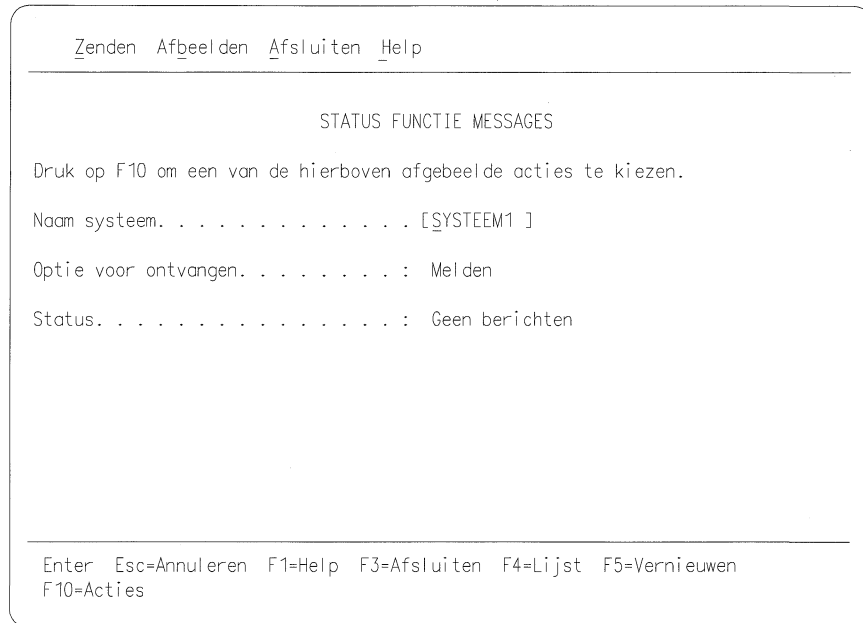 Zenden Afbeelden Afsluiten Help
STATUS FUNCTIE MESSAGES
Druk op F10 om een van de hierboven afgebeelde acties te kiezen.
Naam systeem. . . . . . . . . . . . . [SYSTEEM1 ]
Optie voor ontvangen. . . . . . . . : Melden
Status. . . . . . . . . . . . . . . : Geen berichten
Enter Esc=Annuleren F1=Help F3=Afsluiten F4=Lijst F5=Vernieuwen
F10=Acties